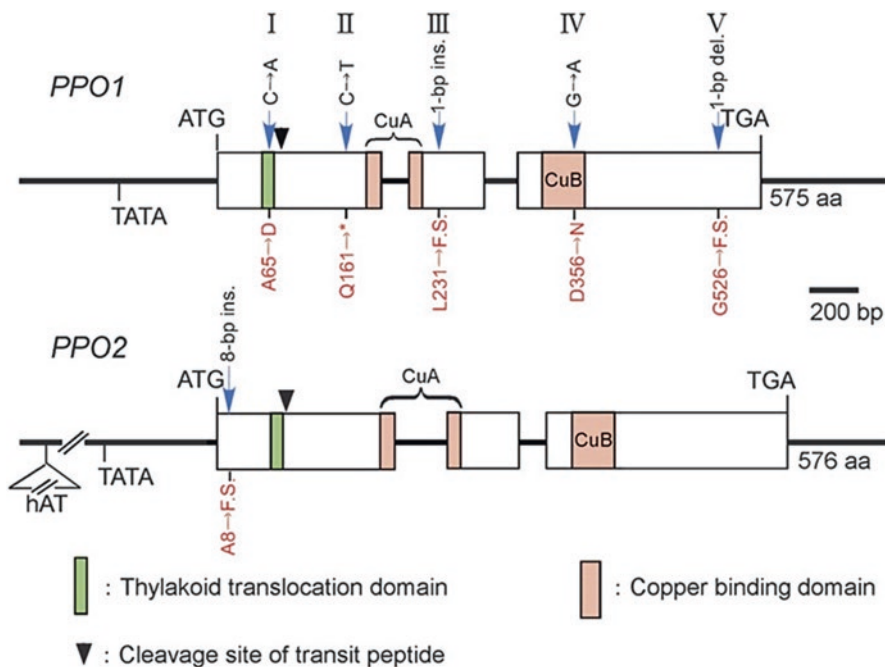 I II III IV V
C→A
C→T
1-bp ins.
G→A
1-bp del.
PPO1
ATG
CuA
TGA
CuB
TATA
575 aa
A65→D
Q161→*
L231→F.S.
D356→N
G526→F.S.
200 bp
PPO2
8-bp ins.
ATG
CuA
TGA
CuB
TATA
hAT
576 aa
A8→F.S.
: Thylakoid translocation domain
: Copper binding domain
: Cleavage site of transit peptide